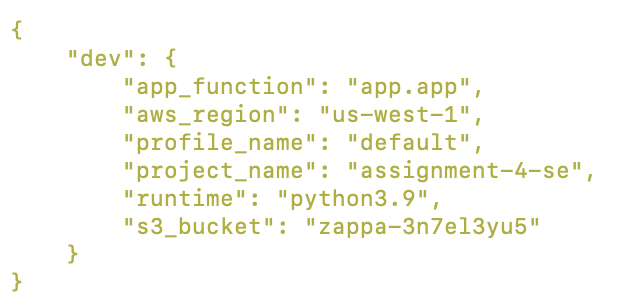 {
    "dev": {
        "app_function": "app.app",
        "aws_region": "us-west-1",
        "profile_name": "default",
        "project_name": "assignment-4-se",
        "runtime": "python3.9",
        "s3_bucket": "zappa-3n7el3yu5"
    }
}